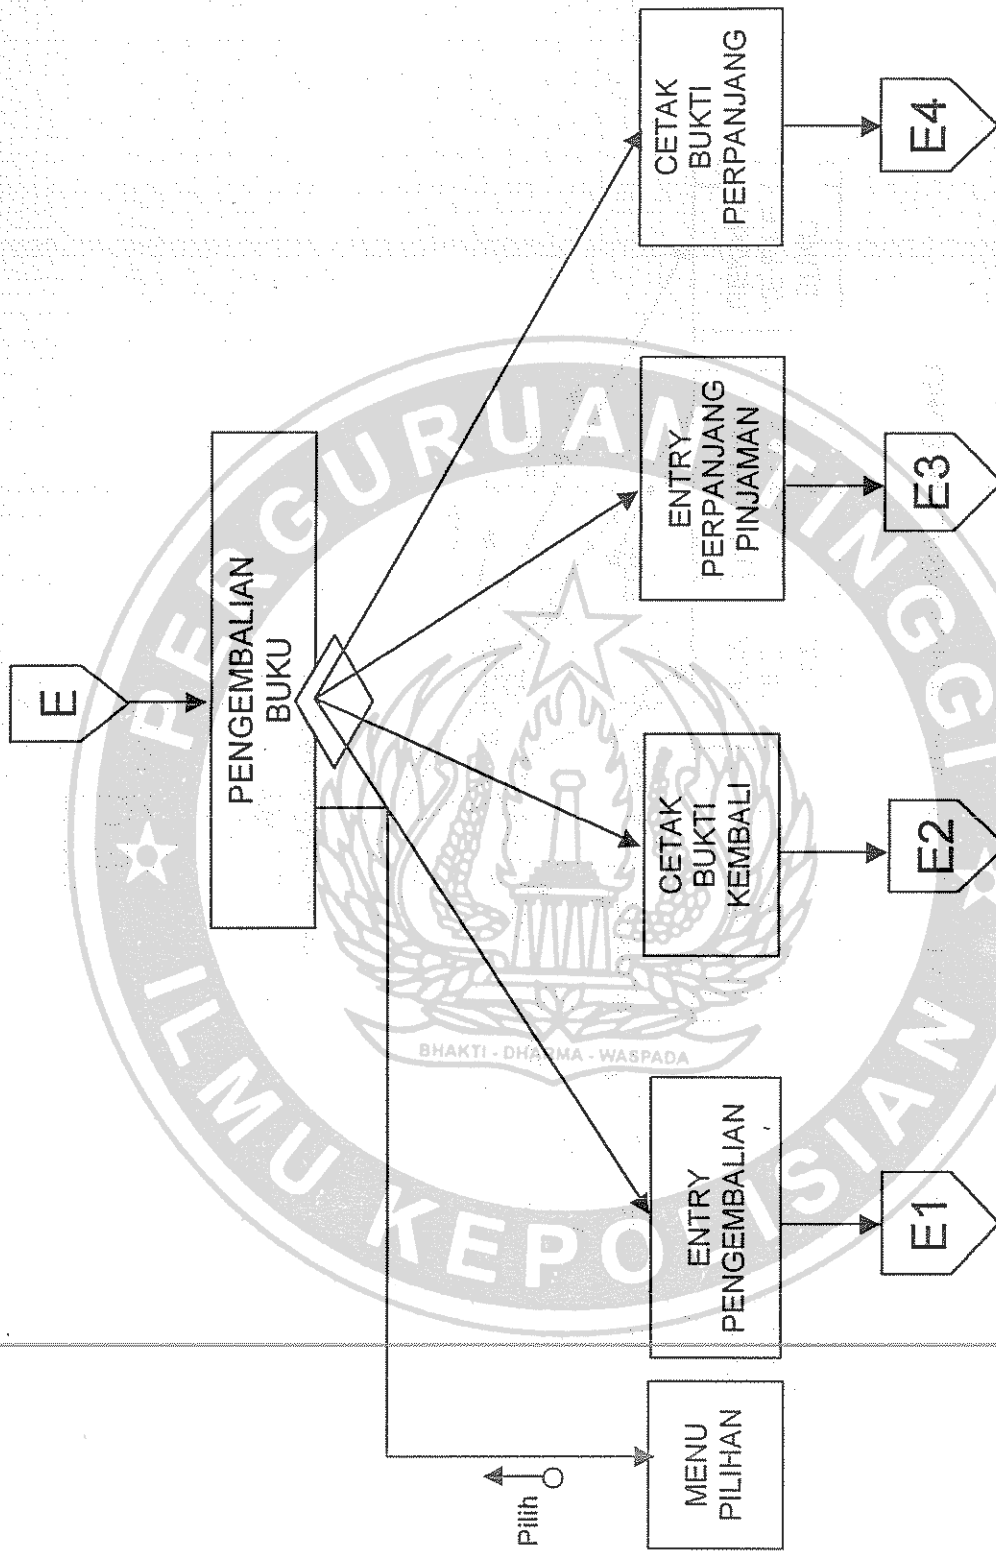 E
PENGEMBALIAN
BUKU
Pilih
MENU
PILIHAN
ENTRY
PENGEMBALIAN
CETAK
BUKTI
KEMBALI
ENTRY
PERPANJANG
PINJAMAN
CETAK
BUKTI
PERPANJANG
E1
E2
E3
E4
PERGURUAN TINGGI
ILMU KEPOLISIAN
BHAKTI - DHARMA - WASPADA